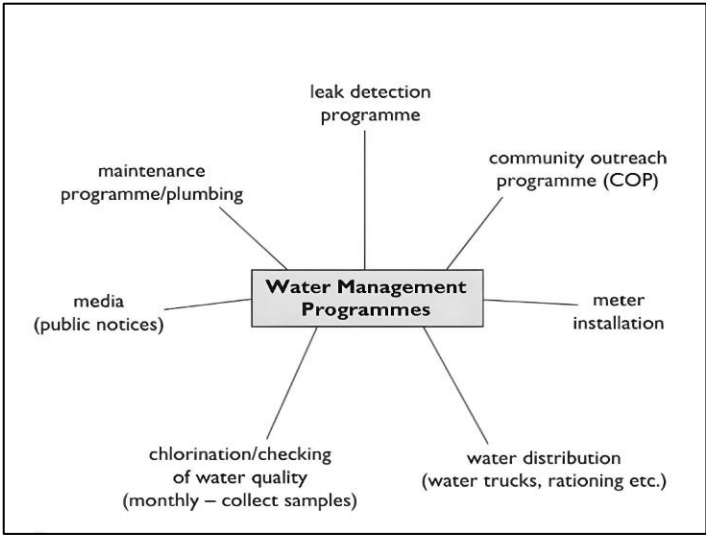 leak detection
programme
community outreach
programme (COP)
maintenance
programme/plumbing
Water Management
Programmes
media
(public notices)
meter
installation
chlorination/checking
of water quality
(monthly – collect samples)
water distribution
(water trucks, rationing etc.)